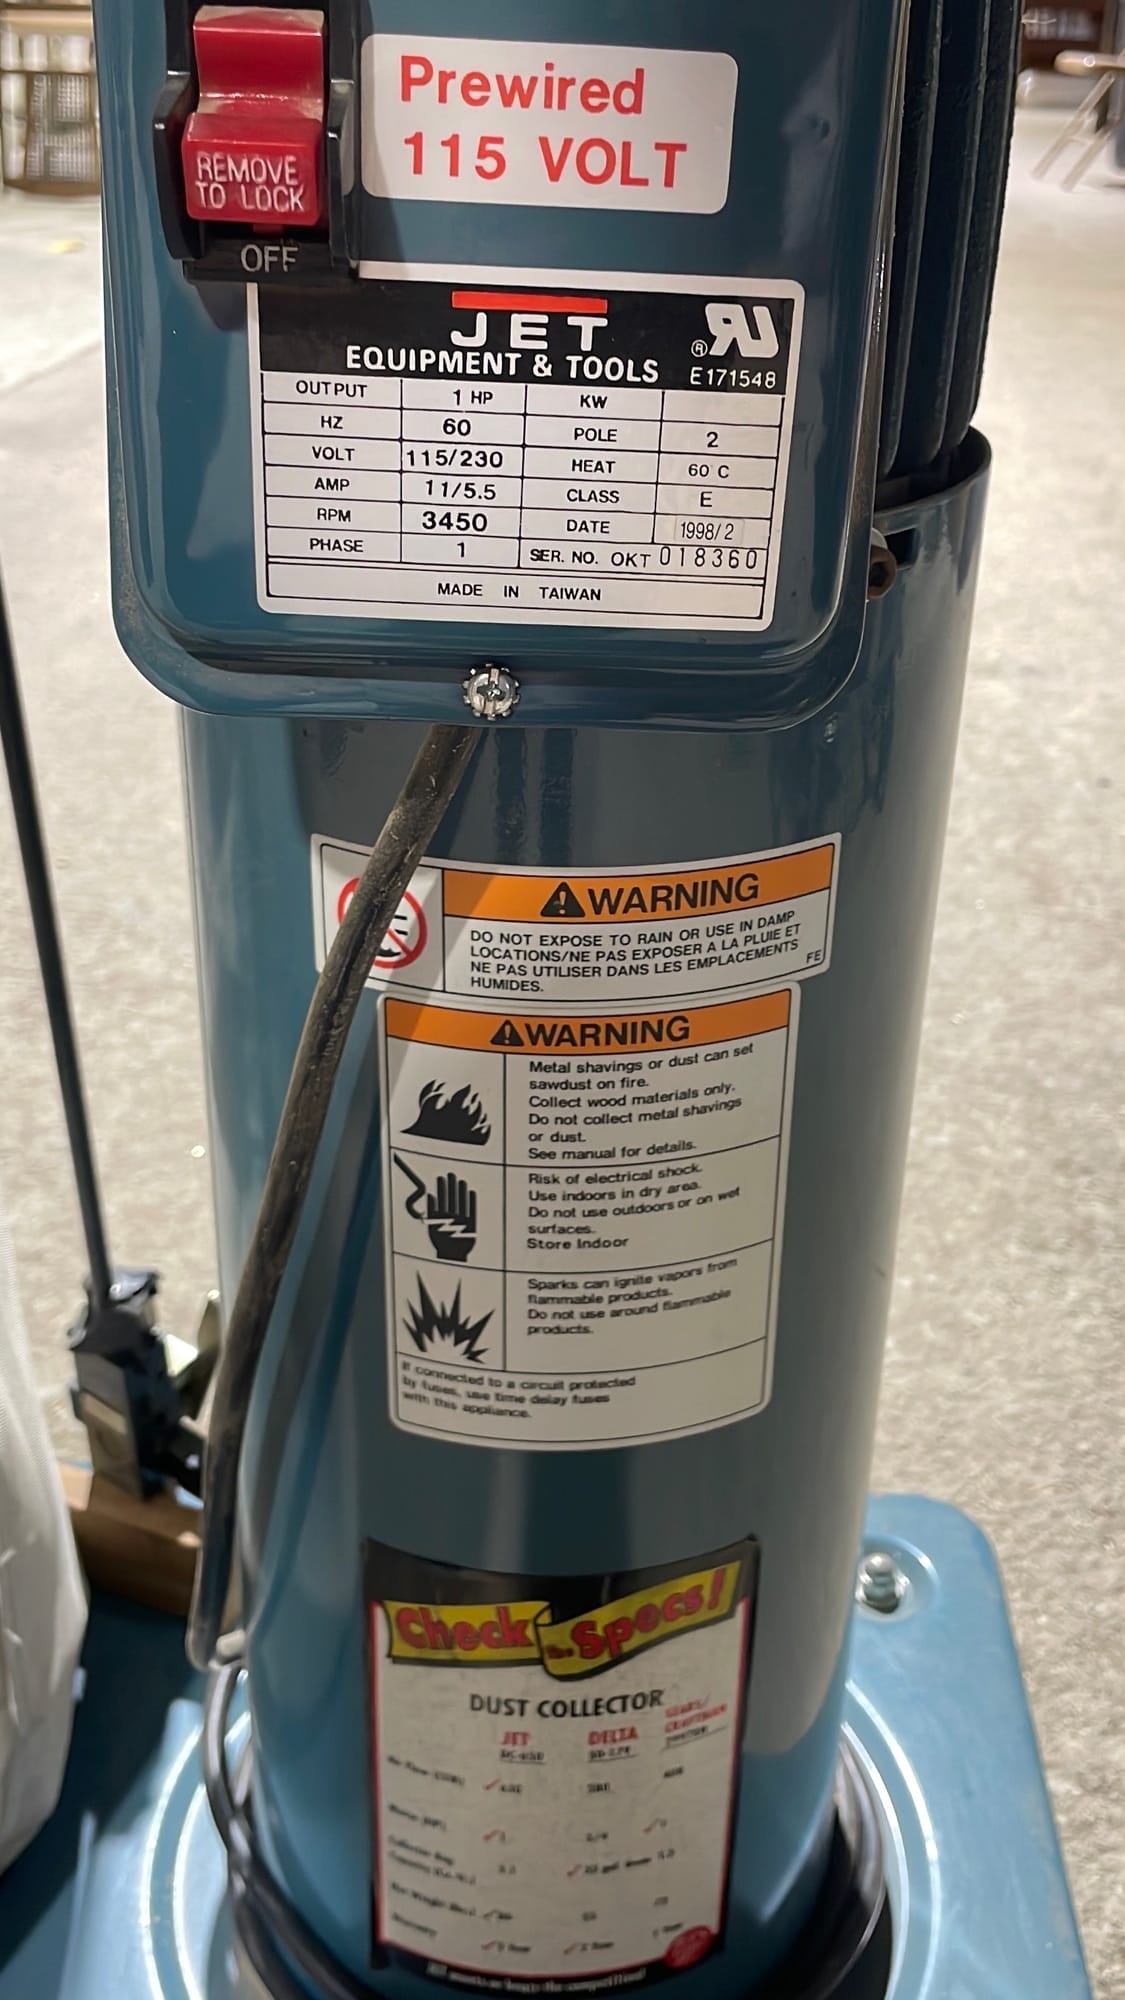 REMOVE
TO LOCK
OFF
Prewired
115 VOLT
JET
EQUIPMENT & TOOLS
®
E171548
OUTPUT 1 HP KW
HZ 60 POLE 2
VOLT 115/230 HEAT 60 C
AMP 11/5.5 CLASS E
RPM 3450 DATE 1998/2
PHASE 1 SER. NO. OKT 018360
MADE IN TAIWAN
WARNING
DO NOT EXPOSE TO RAIN OR USE IN DAMP
LOCATIONS/NE PAS EXPOSER A LA PLUIE ET
NE PAS UTILISER DANS LES EMPLACEMENTS
HUMIDES.
FE
WARNING
Metal shavings or dust can set
sawdust on fire.
Collect wood materials only.
Do not collect metal shavings
or dust.
See manual for details.
Risk of electrical shock.
Use indoors in dry area.
Do not use outdoors or on wet
surfaces.
Store Indoor
Sparks can ignite vapors from
flammable products.
Do not use around flammable
products.
If connected to a circuit protected
by fuses, use time delay fuses
with this appliance.
Check the Specs!
DUST COLLECTOR
JET DELTA SEARS/
CRAFTSMAN